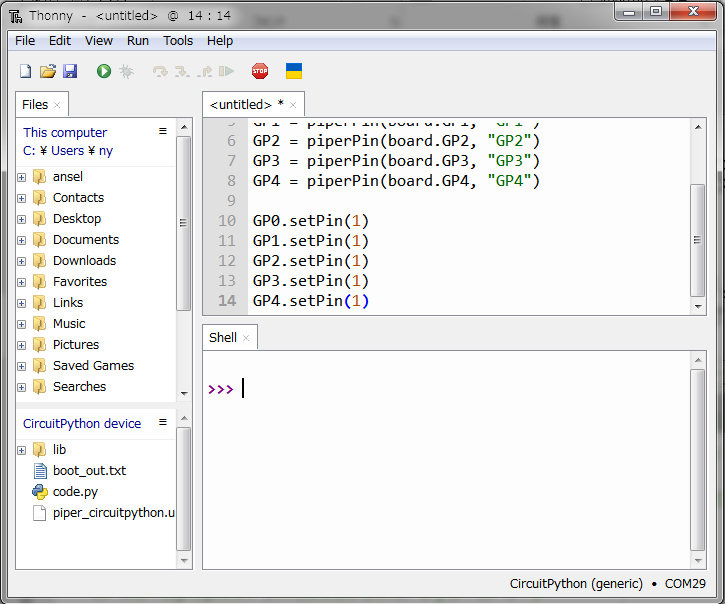 Thonny - <untitled> @ 14 : 14
File Edit View Run Tools Help
STOP
Files
This computer
C: ¥ Users ¥ ny
ansel
Contacts
Desktop
Documents
Downloads
Favorites
Links
Music
Pictures
Saved Games
Searches
CircuitPython device
lib
boot_out.txt
code.py
piper_circuitpython.u
<untitled> *
5 GP1 = piperPin(board.GP1, "GP1")
6 GP2 = piperPin(board.GP2, "GP2")
7 GP3 = piperPin(board.GP3, "GP3")
8 GP4 = piperPin(board.GP4, "GP4")
9
10 GP0.setPin(1)
11 GP1.setPin(1)
12 GP2.setPin(1)
13 GP3.setPin(1)
14 GP4.setPin(1)
Shell
>>>
CircuitPython (generic) • COM29